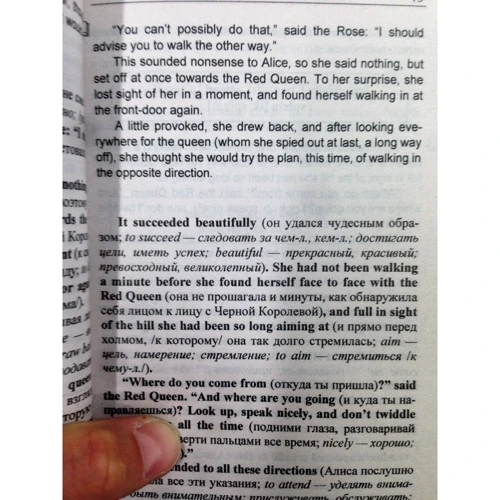 "You can't possibly do that," said the Rose: "I should
advise you to walk the other way."
This sounded nonsense to Alice, so she said nothing, but
set off at once towards the Red Queen. To her surprise, she
lost sight of her in a moment, and found herself walking in at
the front-door again.
A little provoked, she drew back, and after looking eve-
rywhere for the queen (whom she spied out at last, a long way
off), she thought she would try the plan, this time, of walking
in the opposite direction.
It succeeded beautifully (он удался чудесным обра-
зом; to succeed — следовать за чем-л., кем-л.; достигать
цели, иметь успех; beautiful — прекрасный, красивый;
превосходный, великолепный). She had not been walking
a minute before she found herself face to face with the
Red Queen (она не прошагала и минуты, как обнаружила
себя лицом к лицу с Черной Королевой), and full in sight
of the hill she had been so long aiming at (и прямо перед
холмом, /к которому/ она так долго стремилась; aim —
цель, намерение; стремление; to aim — стремиться /к
чему-л./).
"Where do you come from (откуда ты пришла)?" said
the Red Queen. "And where are you going (и куда ты на-
правляешься)? Look up, speak nicely, and don't twiddle
all the time (подними глаза, разговаривай
пальцами все время; nicely — хорошо;
to all these directions (Алиса послушно
все эти указания; to attend — уделять внима-
быть внимательным;